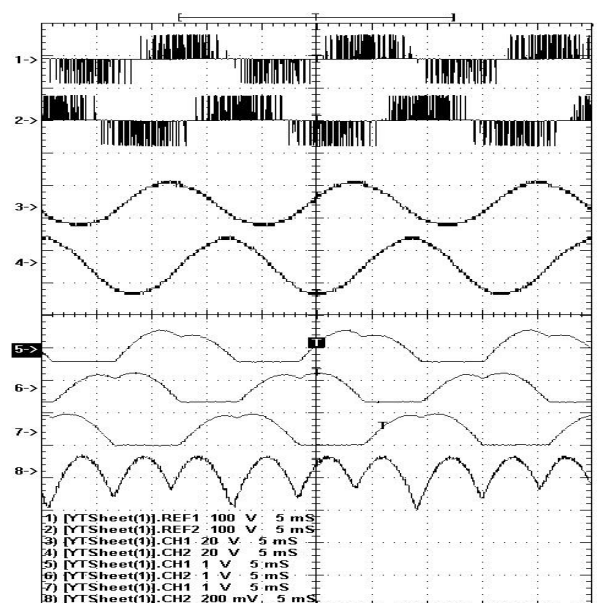 T
1->
2->
3->
4->
5->
T
6->
7->
T
8->
1) [YTSheet(1)].REF1 100 V 5 mS
2) [YTSheet(1)].REF2 100 V 5 mS
3) [YTSheet(1)].CH1 20 V 5 mS
4) [YTSheet(1)].CH2 20 V 5 mS
5) [YTSheet(1)].CH1 1 V 5 mS
6) [YTSheet(1)].CH2 1 V 5 mS
7) [YTSheet(1)].CH1 1 V 5 mS
8) [YTSheet(1)].CH2 200 mV, 5 mS